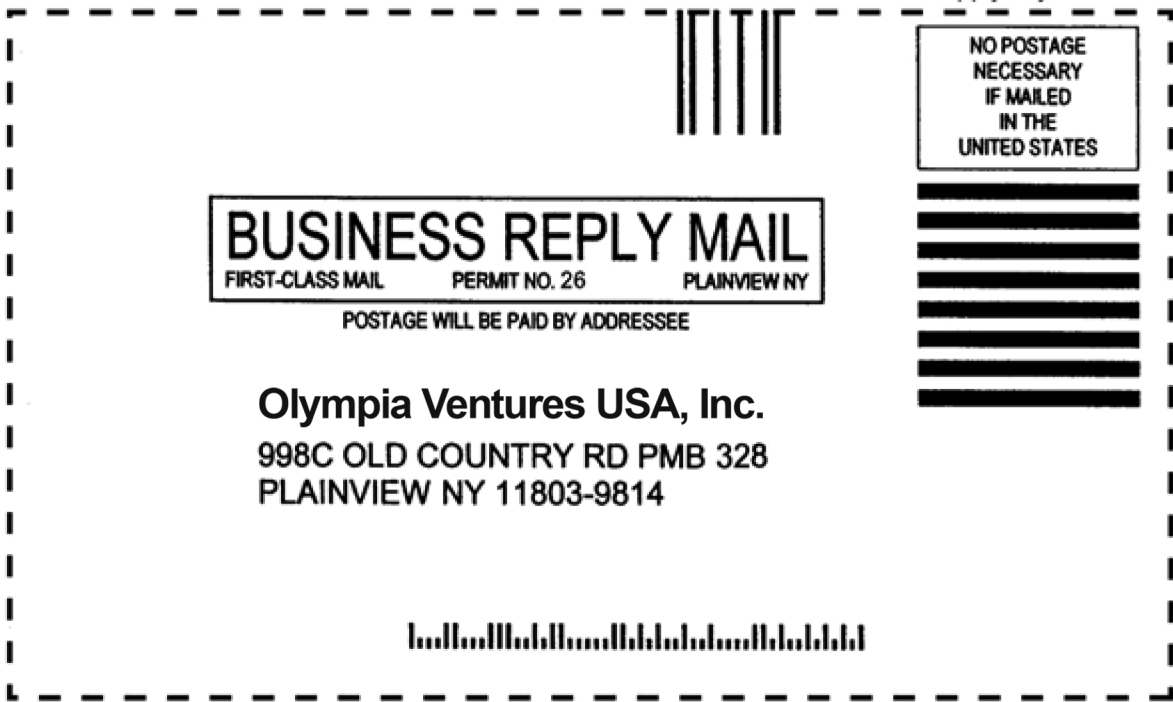 NO POSTAGE
NECESSARY
IF MAILED
IN THE
UNITED STATES
BUSINESS REPLY MAIL
FIRST-CLASS MAIL PERMIT NO. 26 PLAINVIEW NY
POSTAGE WILL BE PAID BY ADDRESSEE
Olympia Ventures USA, Inc.
998C OLD COUNTRY RD PMB 328
PLAINVIEW NY 11803-9814